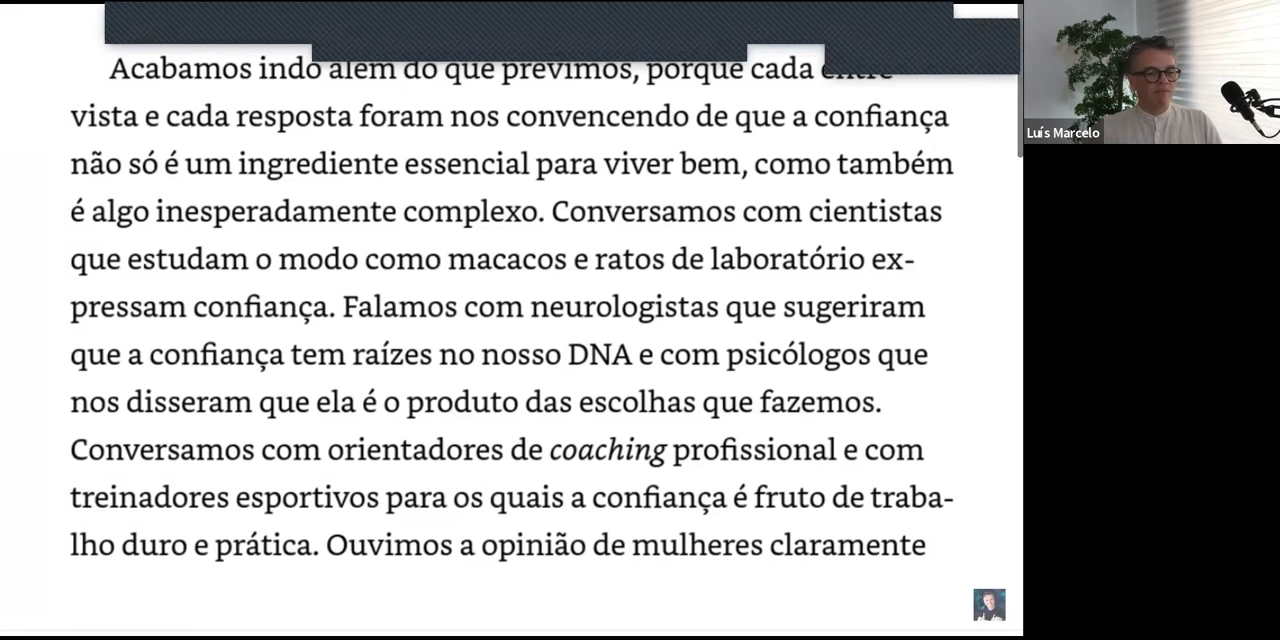 Acabamos indo além do que previmos, porque cada entre
vista e cada resposta foram nos convencendo de que a confiança
não só é um ingrediente essencial para viver bem, como também
é algo inesperadamente complexo. Conversamos com cientistas
que estudam o modo como macacos e ratos de laboratório ex-
pressam confiança. Falamos com neurologistas que sugeriram
que a confiança tem raízes no nosso DNA e com psicólogos que
nos disseram que ela é o produto das escolhas que fazemos.
Conversamos com orientadores de coaching profissional e com
treinadores esportivos para os quais a confiança é fruto de traba-
lho duro e prática. Ouvimos a opinião de mulheres claramente
Luís Marcelo